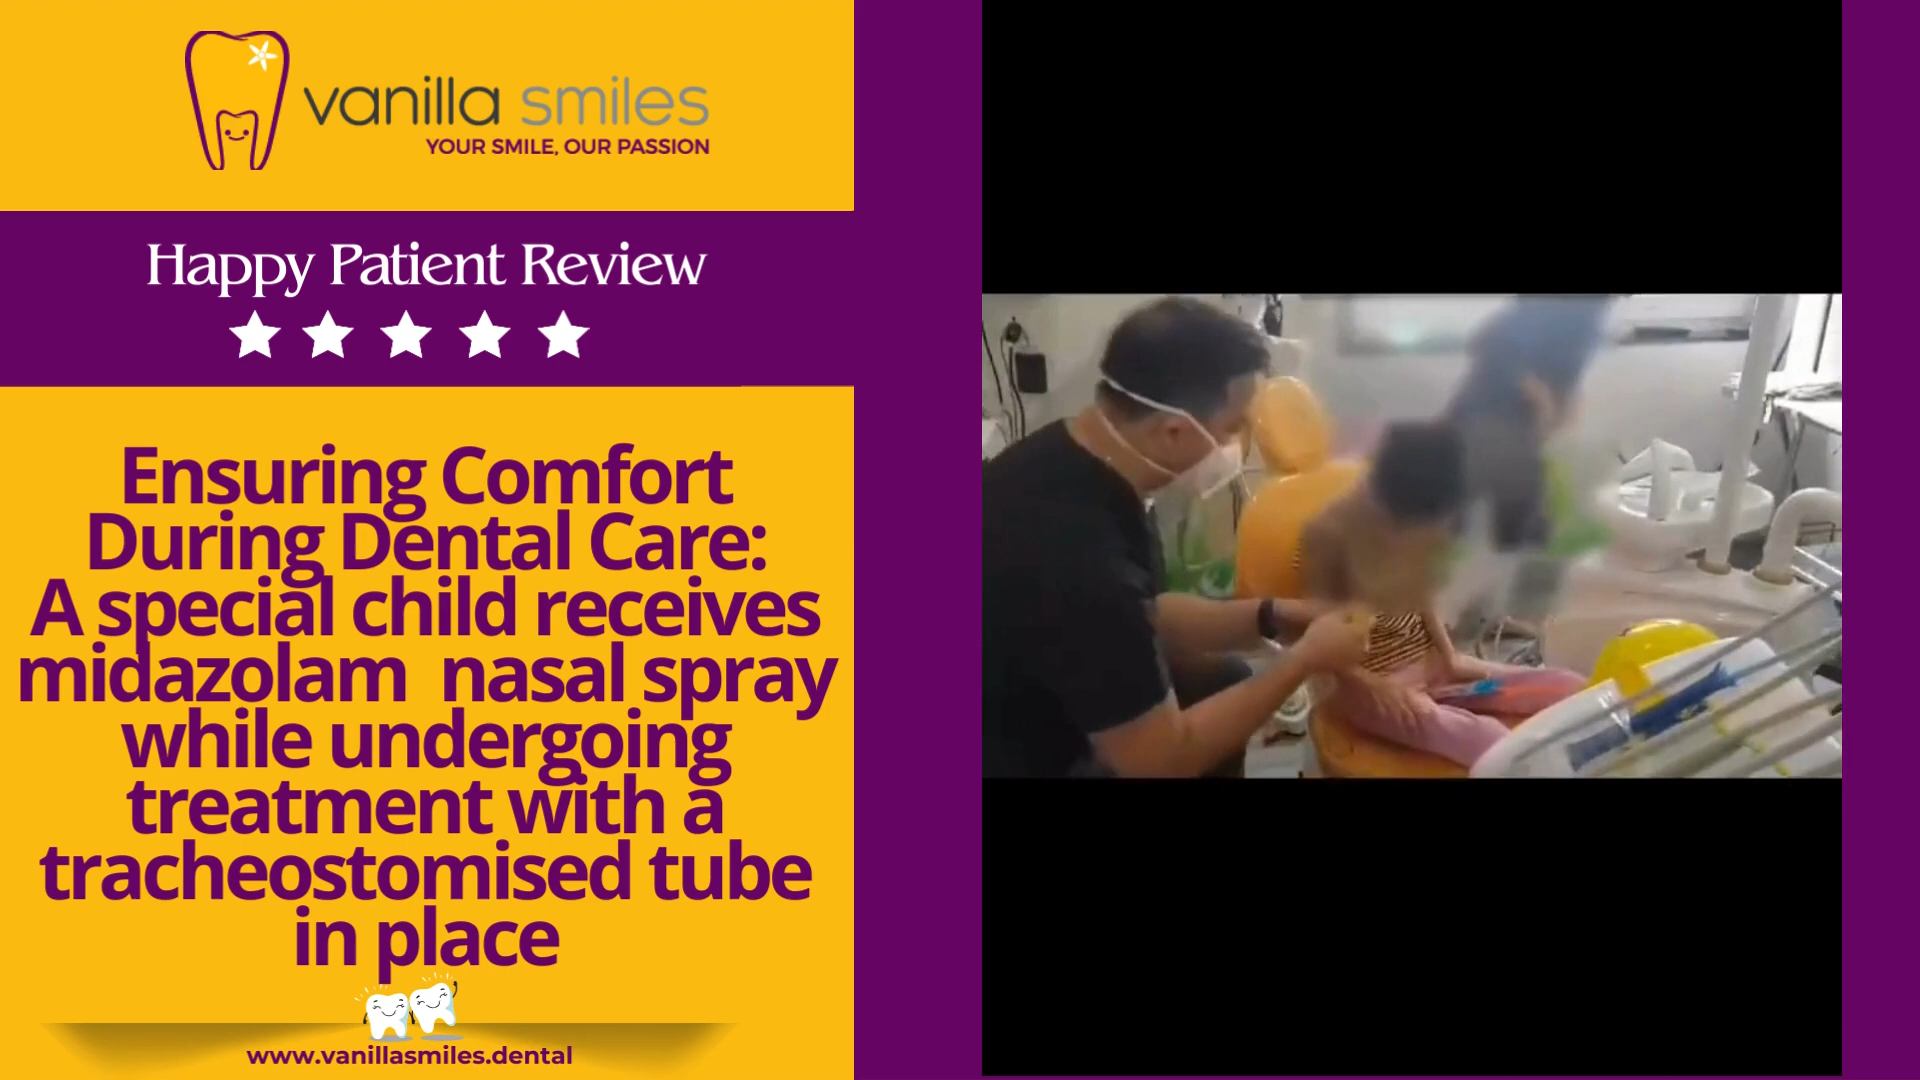 vanilla smiles
YOUR SMILE, OUR PASSION
Happy Patient Review
Ensuring Comfort
During Dental Care:
A special child receives
midazolam nasal spray
while undergoing
treatment with a
tracheostomised tube
in place
www.vanillasmiles.dental